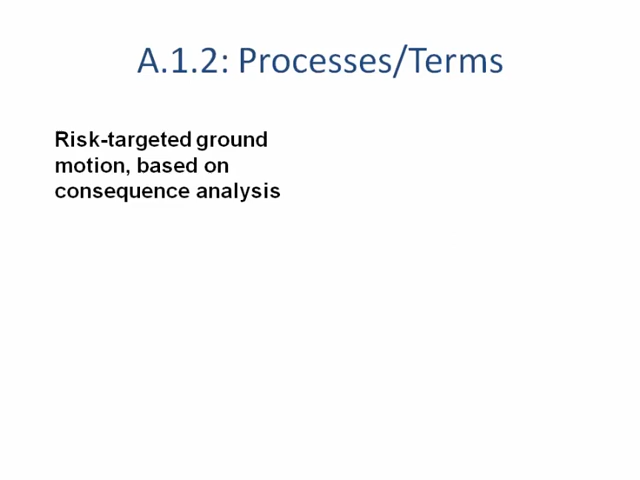 A.1.2: Processes/Terms
Risk-targeted ground
motion, based on
consequence analysis